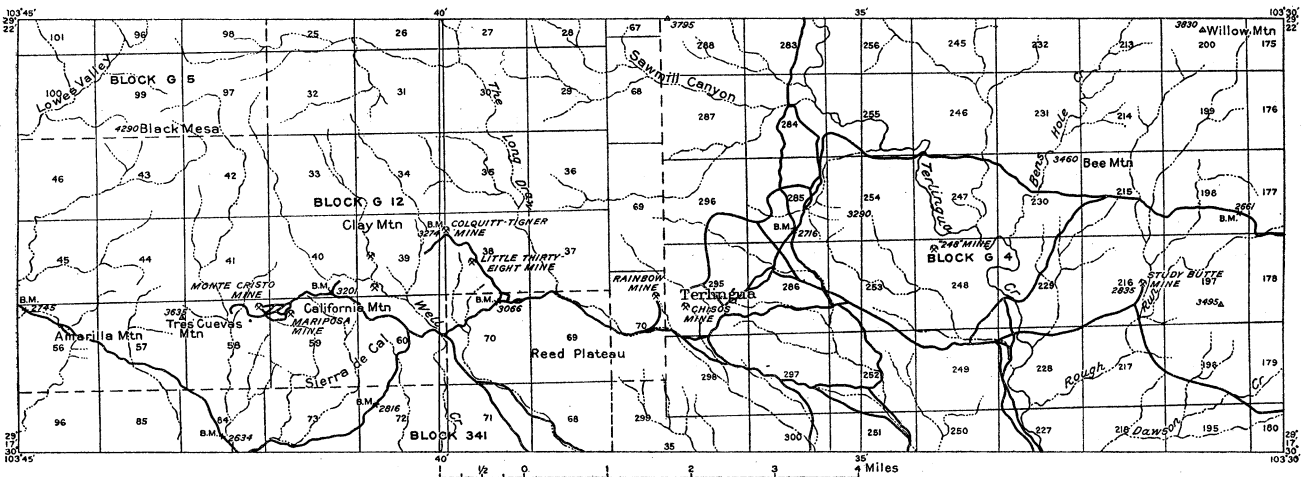 29° 22'
40'
35'
103°30'
29° 22'
101 96 98 25 26 27 28 67 3795 288 283 256 245 232 213 3830 Willow Mtn 200 175
Lowes Valley
BLOCK G 5
The
Sawmill Canyon
Bens Hole Cr
100 99 97 32 31 30 29 68 287 284 255 246 231 214 199 176
4290 Black Mesa
Long Draw
3460 Bee Mtn
46 43 42 33 34 35 36 69 296 285 254 Terlingua 247 230 215 198 177
BLOCK G 12
3290
Clay Mtn
B.M. 3274 COLQUITT-TIGNER MINE
B.M. 2716
B.M. 2661
38 LITTLE THIRTY EIGHT MINE
37
"248" MINE
BLOCK G 4
45 44 41 40 39 RAINBOW MINE 295 286 253 248 229 216 2835 STUDY BUTTE MINE 197 178
MONTE CRISTO MINE
B.M. 3201
Terlingua
CHISOS MINE
Cr
3495
B.M. 2745
3635
Tres Cuevas Mtn
MARIPOSA MINE
California Mtn
Well
B.M. 3066
Amarilla Mtn
56 57 58 59 60 70 69 70
Reed Plateau
Sierra de Cal
298 297 252 249 228 Rough 217 196 Cr 179
B.M. 2816
96 85 84 73 72 Cr 71 68 299 300 251 250 227 218 Dawson 195 180
B.M. 2634
BLOCK 341
35
29° 17' 30
103°45'
40'
35'
29° 17' 30
103°30'
1 ½ 0 1 2 3 4 Miles